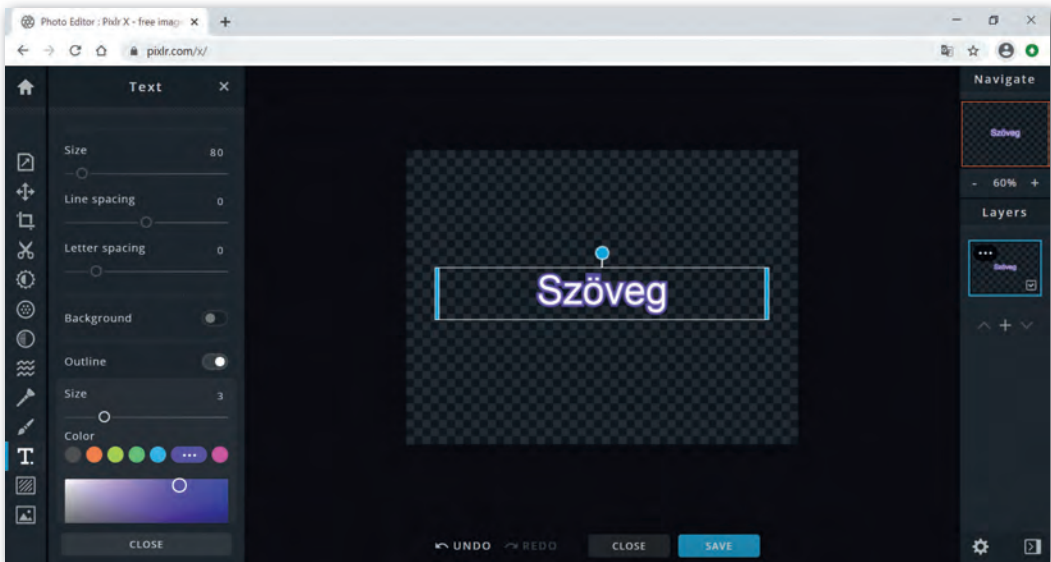 Photo Editor : Pixlr X - free imag
pixlr.com/x/
Text
Size
80
Line spacing
0
Letter spacing
0
Background
Outline
Size
3
Color
CLOSE
Szöveg
UNDO
REDO
CLOSE
SAVE
Navigate
Szöveg
- 60% +
Layers
Szöveg